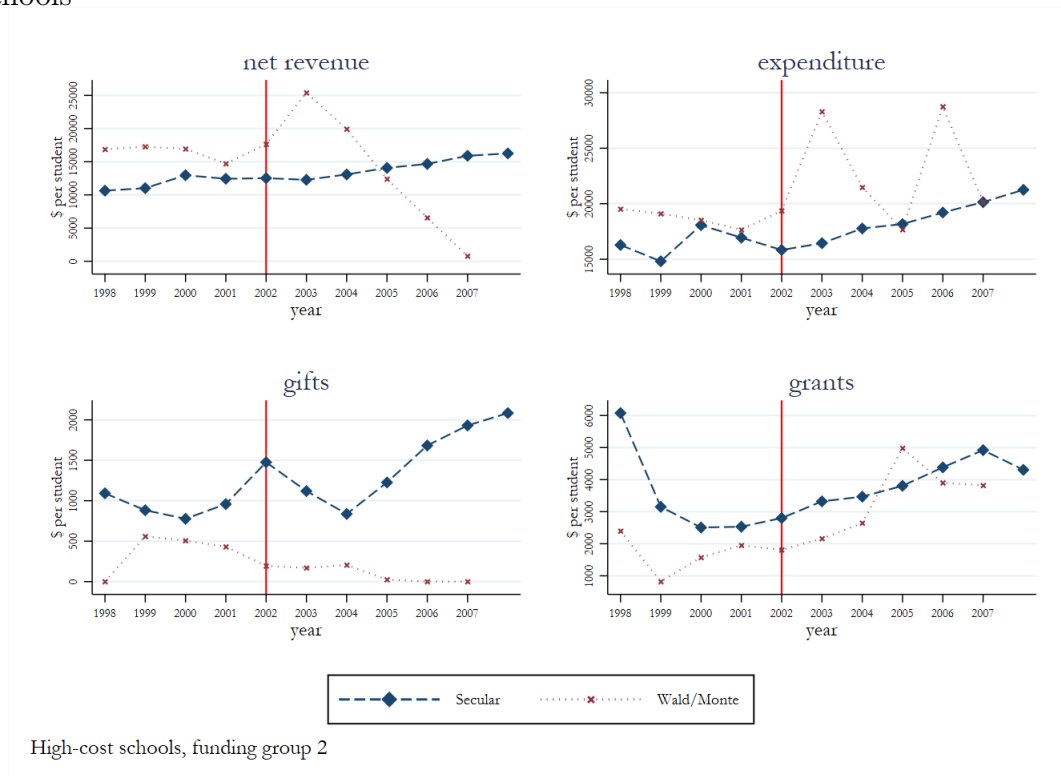 net revenue
$ per student
25000
20000
15000
10000
5000
0
1998 1999 2000 2001 2002 2003 2004 2005 2006 2007
year
expenditure
$ per student
30000
25000
20000
15000
1998 1999 2000 2001 2002 2003 2004 2005 2006 2007
year
gifts
$ per student
2000
1500
1000
500
0
1998 1999 2000 2001 2002 2003 2004 2005 2006 2007
year
grants
$ per student
6000
5000
4000
3000
2000
1000
1998 1999 2000 2001 2002 2003 2004 2005 2006 2007
year
Secular Wald/Monte
High-cost schools, funding group 2